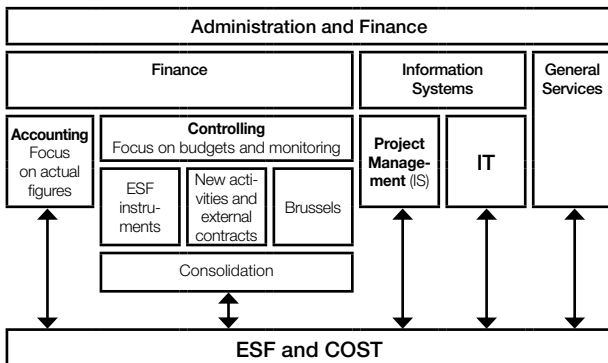 Administration and Finance
Finance
Information
Systems
General
Services
Accounting
Focus
on actual
figures
Controlling
Focus on budgets and monitoring
Project
Manage-
ment (IS)
IT
ESF
instru-
ments
New acti-
vities and
external
contracts
Brussels
Consolidation
ESF and COST